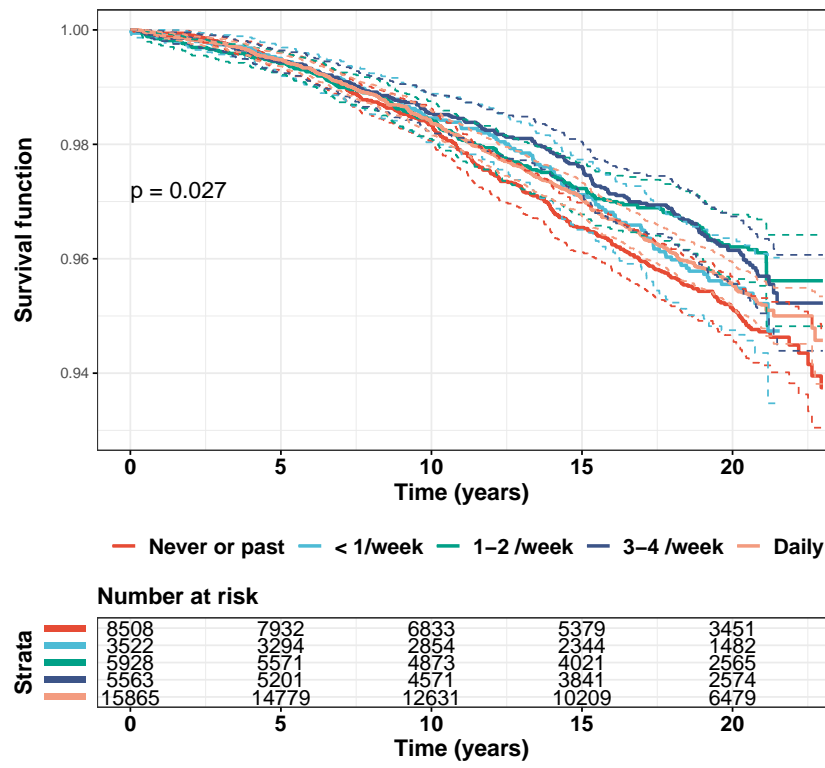 1.00
0.98
0.96
0.94
Survival function
p = 0.027
0 5 10 15 20
Time (years)
Never or past < 1/week 1−2 /week 3−4 /week Daily
Number at risk
Strata
8508 7932 6833 5379 3451
3522 3294 2854 2344 1482
5928 5571 4873 4021 2565
5563 5201 4571 3841 2574
15865 14779 12631 10209 6479
0 5 10 15 20
Time (years)